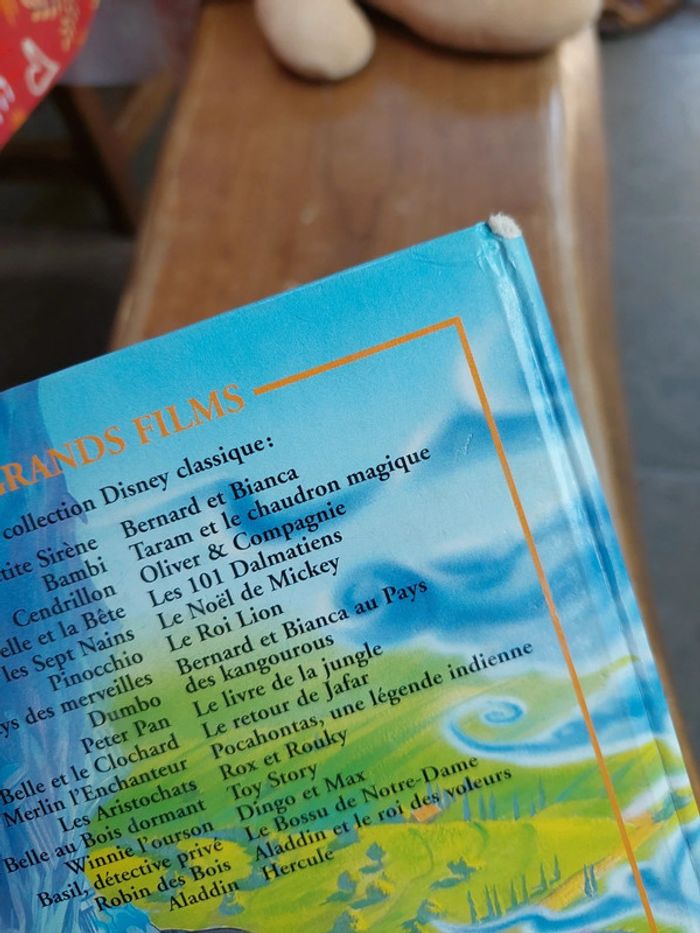 GRANDS FILMS
collection Disney classique :
tite Sirène
Bambi
Cendrillon
elle et la Bête
les Sept Nains
Pinocchio
ys des merveilles
Dumbo
Peter Pan
Belle et le Clochard
Merlin l'Enchanteur
Les Aristochats
Belle au Bois dormant
Winnie l'ourson
Basil, détective privé
Robin des Bois
Aladdin
Bernard et Bianca
Taram et le chaudron magique
Oliver & Compagnie
Les 101 Dalmatiens
Le Noël de Mickey
Le Roi Lion
Bernard et Bianca au Pays
des kangourous
Le livre de la jungle
Le retour de Jafar
Pocahontas, une légende indienne
Rox et Rouky
Toy Story
Dingo et Max
Le Bossu de Notre-Dame
Aladdin et le roi des voleurs
Hercule